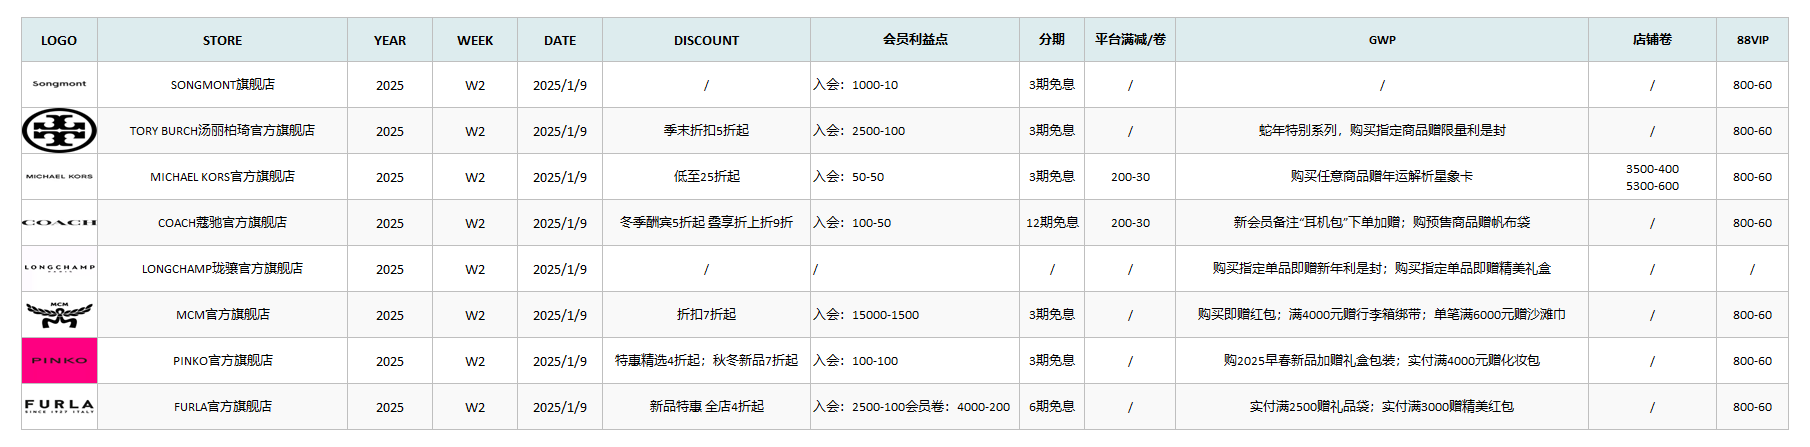 LOGO STORE YEAR WEEK DATE DISCOUNT 会员利益点 分期 平台满减/卷 GWP 店铺卷 88VIP
Songmont SONGMONT旗舰店 2025 W2 2025/1/9 / 入会：1000-10 3期免息 / / / 800-60
TORY BURCH汤丽柏琦官方旗舰店 2025 W2 2025/1/9 季末折扣5折起 入会：2500-100 3期免息 / 蛇年特别系列，购买指定商品赠限量利是封 / 800-60
MICHAEL KORS MICHAEL KORS官方旗舰店 2025 W2 2025/1/9 低至25折起 入会：50-50 3期免息 200-30 购买任意商品赠年运解析星象卡 3500-400 800-60
5300-600
COACH COACH蔻驰官方旗舰店 2025 W2 2025/1/9 冬季酬宾5折起 叠享折上折9折 入会：100-50 12期免息 200-30 新会员备注“耳机包”下单加赠；购预售商品赠帆布袋 / 800-60
LONGCHAMP PARIS LONGCHAMP珑骧官方旗舰店 2025 W2 2025/1/9 / / / / 购买指定单品即赠新年利是封；购买指定单品即赠精美礼盒 / /
MCM MCM官方旗舰店 2025 W2 2025/1/9 折扣7折起 入会：15000-1500 3期免息 / 购买即赠红包；满4000元赠行李箱绑带；单笔满6000元赠沙滩巾 / 800-60
PINKO PINKO官方旗舰店 2025 W2 2025/1/9 特惠精选4折起；秋冬新品7折起 入会：100-100 3期免息 / 购2025早春新品加赠礼盒包装；实付满4000元赠化妆包 / 800-60
FURLA FURLA官方旗舰店 2025 W2 2025/1/9 新品特惠 全店4折起 入会：2500-100会员卷：4000-200 6期免息 / 实付满2500赠礼品袋；实付满3000赠精美红包 / 800-60
SINCE 1927 ITALY